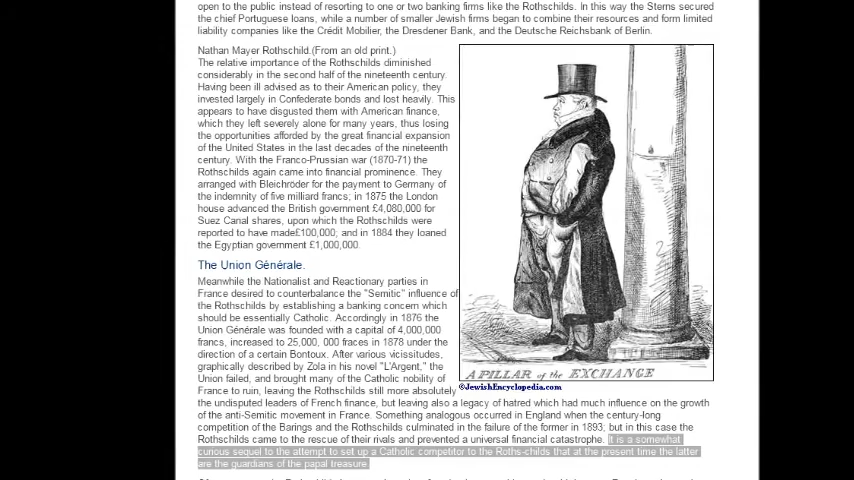 open to the public instead of resorting to one or two banking firms like the Rothschilds. In this way the Sterns secured
the chief Portuguese loans, while a number of smaller Jewish firms began to combine their resources and form limited
liability companies like the Crédit Mobilier, the Dresdener Bank, and the Deutsche Reichsbank of Berlin.
Nathan Mayer Rothschild.(From an old print.)
The relative importance of the Rothschilds diminished
considerably in the second half of the nineteenth century.
Having been ill advised as to their American policy, they
invested largely in Confederate bonds and lost heavily. This
appears to have disgusted them with American finance,
which they left severely alone for many years, thus losing
the opportunities afforded by the great financial expansion
of the United States in the last decades of the nineteenth
century. With the Franco-Prussian war (1870-71) the
Rothschilds again came into financial prominence. They
arranged with Bleichröder for the payment to Germany of
the indemnity of five milliard francs; in 1875 the London
house advanced the British government £4,080,000 for
Suez Canal shares, upon which the Rothschilds were
reported to have made£100,000; and in 1884 they loaned
the Egyptian government £1,000,000.
The Union Générale.
Meanwhile the Nationalist and Reactionary parties in
France desired to counterbalance the "Semitic" influence of
the Rothschilds by establishing a banking concern which
should be essentially Catholic. Accordingly in 1876 the
Union Générale was founded with a capital of 4,000,000
francs, increased to 25,000, 000 fraces in 1878 under the
direction of a certain Bontoux. After various vicissitudes,
graphically described by Zola in his novel "L'Argent," the
Union failed, and brought many of the Catholic nobility of
France to ruin, leaving the Rothschilds still more absolutely
the undisputed leaders of French finance, but leaving also a legacy of hatred which had much influence on the growth
of the anti-Semitic movement in France. Something analogous occurred in England when the century-long
competition of the Barings and the Rothschilds culminated in the failure of the former in 1893; but in this case the
Rothschilds came to the rescue of their rivals and prevented a universal financial catastrophe. It is a somewhat
curious sequel to the attempt to set up a Catholic competitor to the Roths-childs that at the present time the latter
are the guardians of the papal treasure.
A PILLAR of the EXCHANGE
©JewishEncyclopedia.com